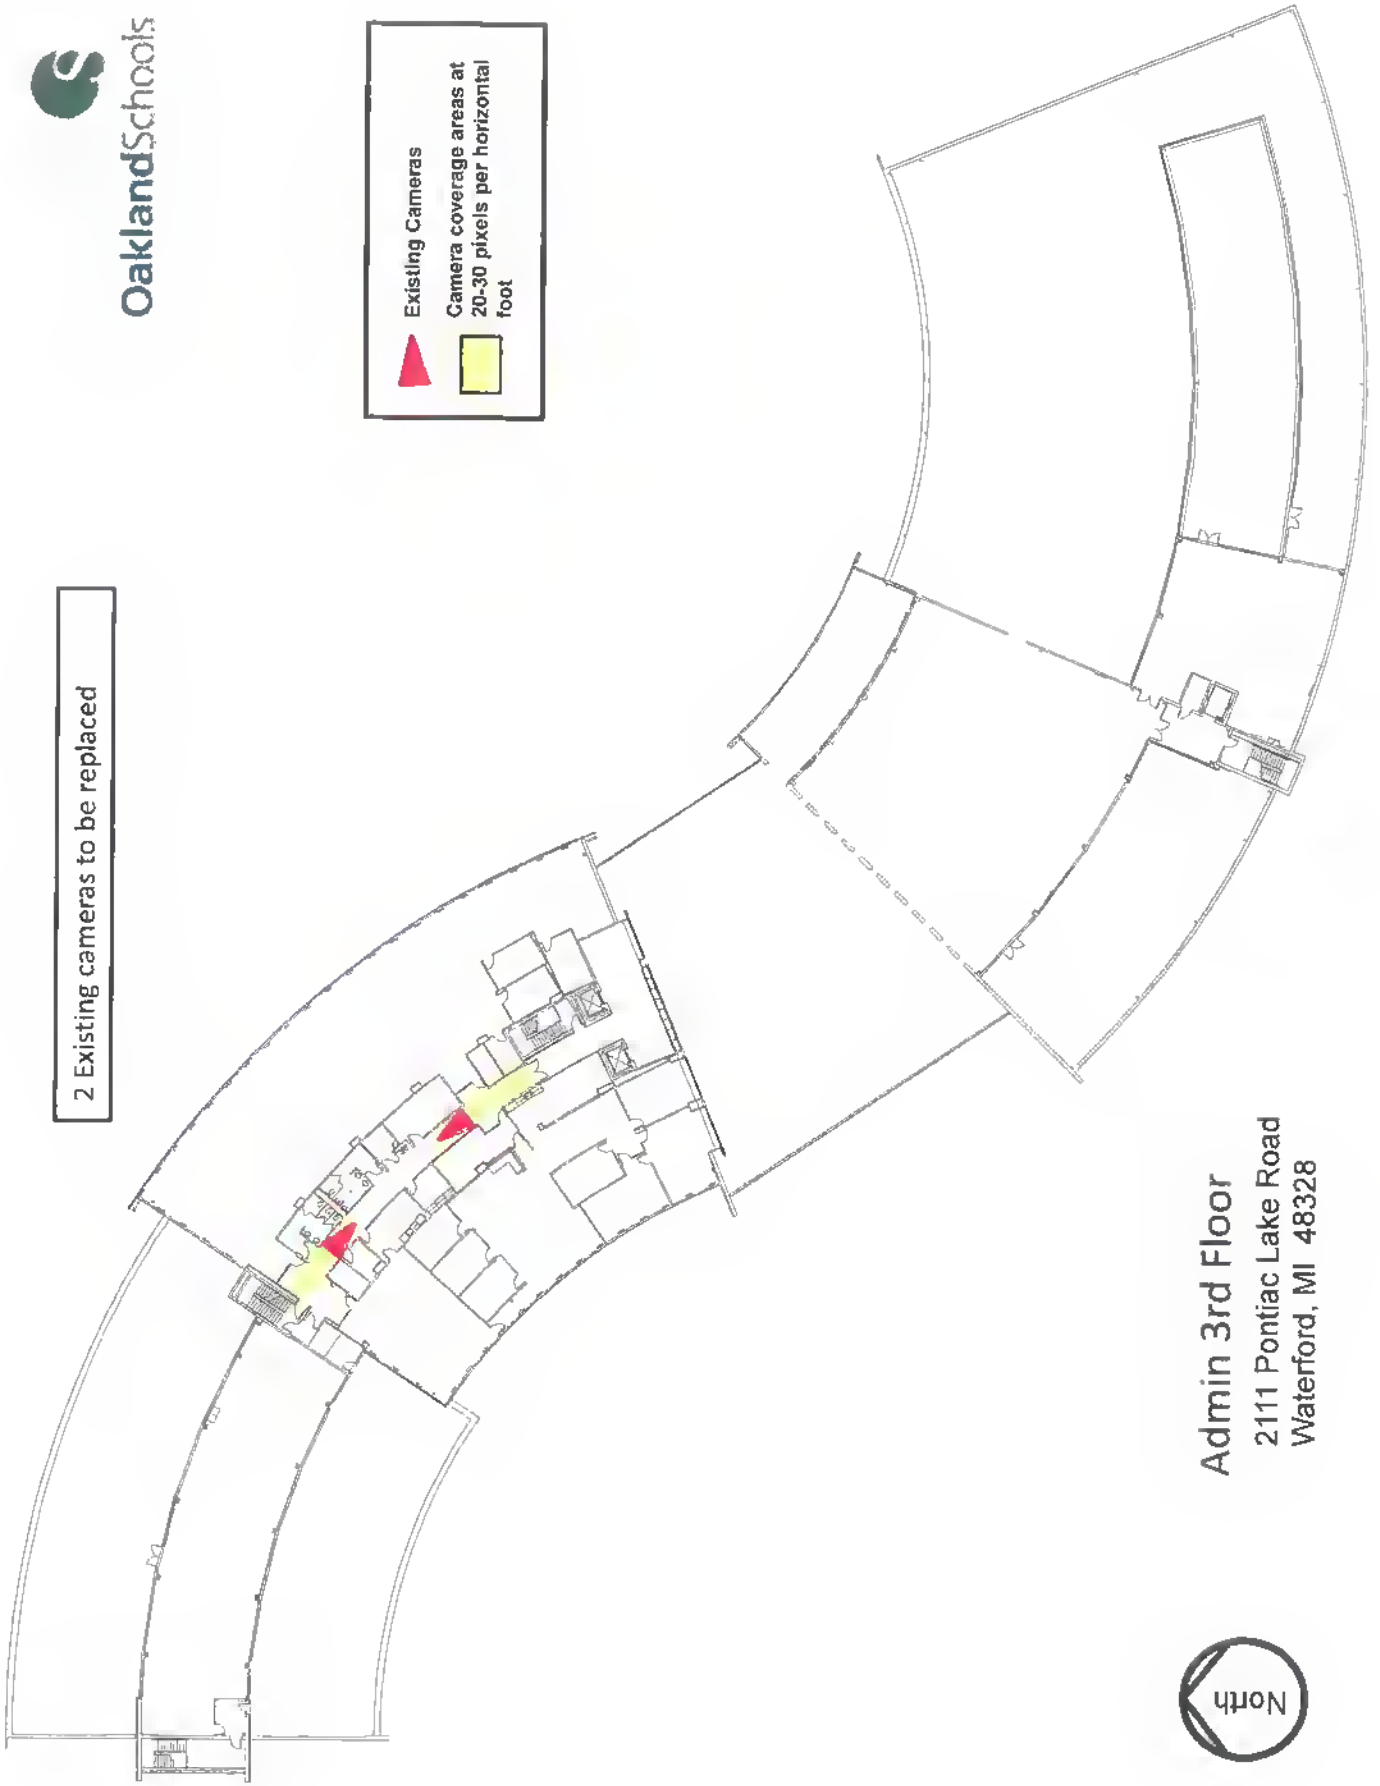 OaklandSchools
2 Existing cameras to be replaced
Existing Cameras
Camera coverage areas at
20-30 pixels per horizontal
foot
Admin 3rd Floor
2111 Pontiac Lake Road
Waterford, MI 48328
North